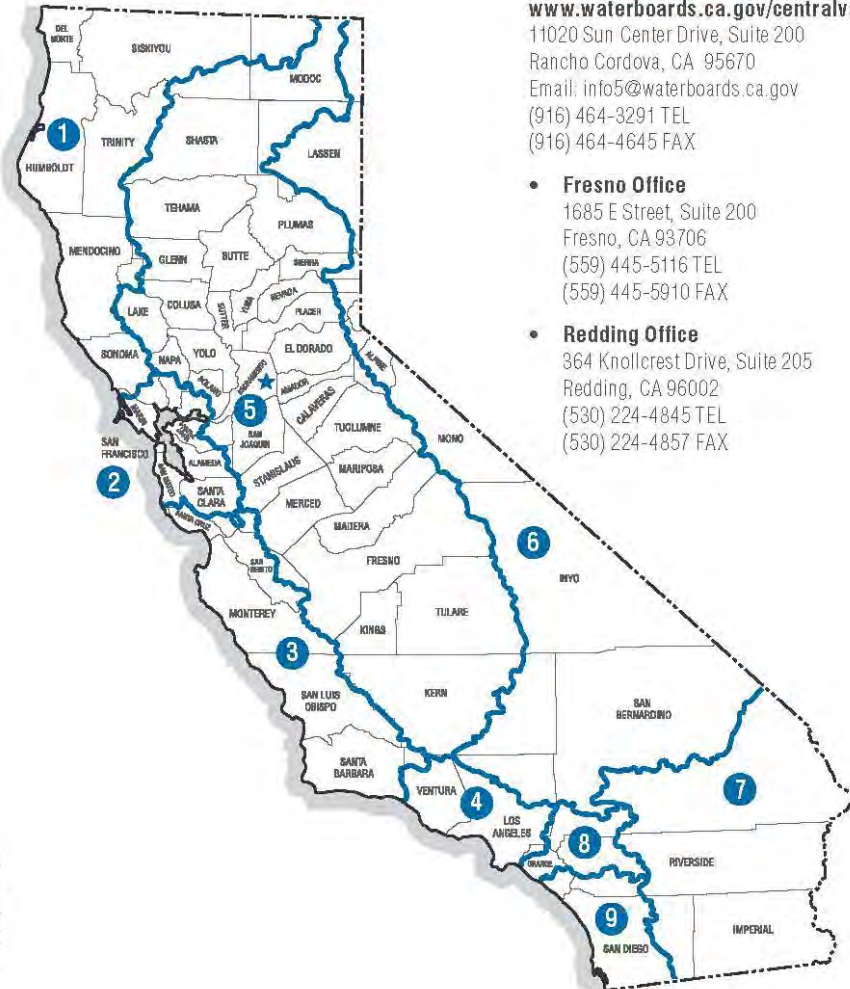 www.waterboards.ca.gov/centralv
11020 Sun Center Drive, Suite 200
Rancho Cordova, CA 95670
Email: info5@waterboards.ca.gov
(916) 464-3291 TEL
(916) 464-4645 FAX
• Fresno Office
1685 E Street, Suite 200
Fresno, CA 93706
(559) 445-5116 TEL
(559) 445-5910 FAX
• Redding Office
364 Knollcrest Drive, Suite 205
Redding, CA 96002
(530) 224-4845 TEL
(530) 224-4857 FAX
DEL
NORTE
SISKIYOU
MODOC
1
HUMBOLDT
TRINITY
SHASTA
LASSEN
TEHAMA
PLUMAS
MENDOCINO
GLENN
BUTTE
SIERRA
LAKE
COLUSA
SUTTER
YUBA
NEVADA
PLACER
SONOMA
NAPA
YOLO
EL DORADO
ALPINE
SOLANO
SACRAMENTO
AMADOR
5
CALAVERAS
MARIN
SAN
FRANCISCO
SAN
JOAQUIN
TUOLUMNE
MONO
2
ALAMEDA
STANISLAUS
MARIPOSA
SAN MATEO
SANTA
CLARA
MERCED
SANTA CRUZ
MADERA
6
SAN
BENITO
FRESNO
INYO
MONTEREY
TULARE
KINGS
3
SAN LUIS
OBISPO
KERN
SAN
BERNARDINO
SANTA
BARBARA
VENTURA
4
7
LOS
ANGELES
8
ORANGE
RIVERSIDE
9
SAN DIEGO
IMPERIAL